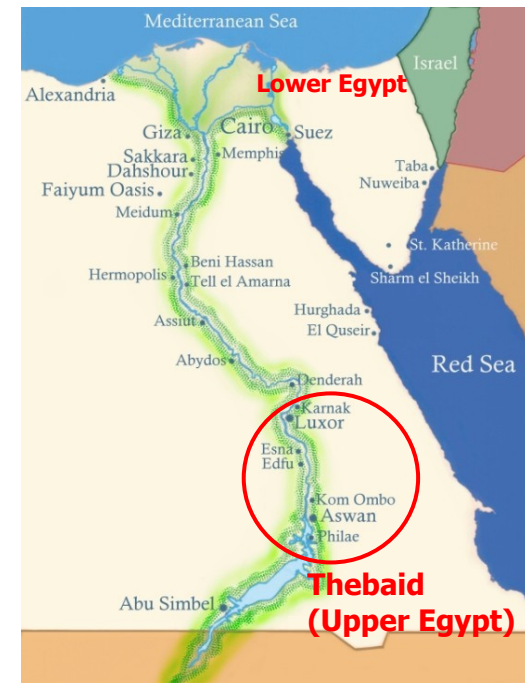 Mediterranean Sea
Israel
Lower Egypt
Alexandria
Giza
Cairo
Suez
Sakkara
Memphis
Dahshour
Taba
Faiyum Oasis
Nuweiba
Meidum
St. Katherine
Beni Hassan
Hermopolis
Tell el Amarna
Sharm el Sheikh
Hurghada
Assiut
El Quseir
Abydos
Red Sea
Denderah
Karnak
Luxor
Esna
Edfu
Kom Ombo
Aswan
Philae
Thebaid
(Upper Egypt)
Abu Simbel